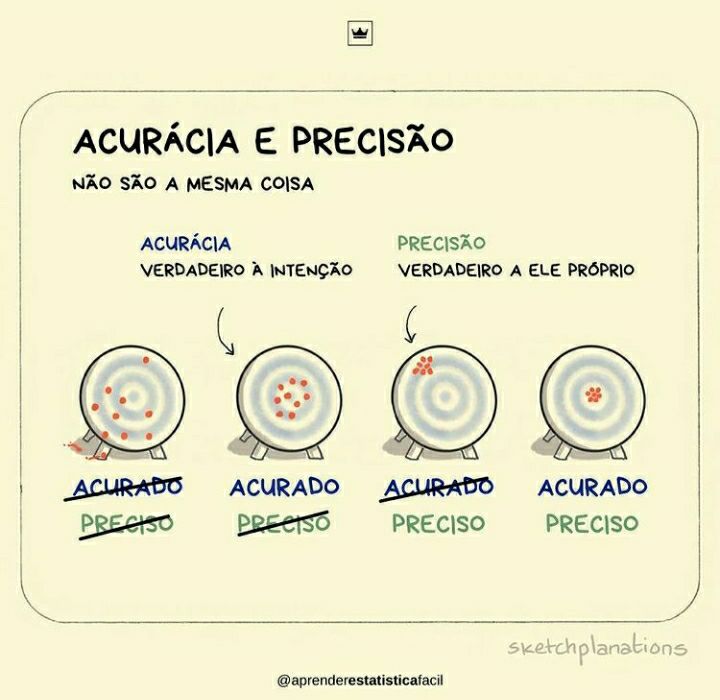 ACURÁCIA E PRECISÃO
NÃO SÃO A MESMA COISA
ACURÁCIA
VERDADEIRO À INTENÇÃO
PRECISÃO
VERDADEIRO A ELE PRÓPRIO
ACURADO
PRECISO
ACURADO
PRECISO
ACURADO
PRECISO
ACURADO
PRECISO
sketchplanations
@aprenderestatisticafacil